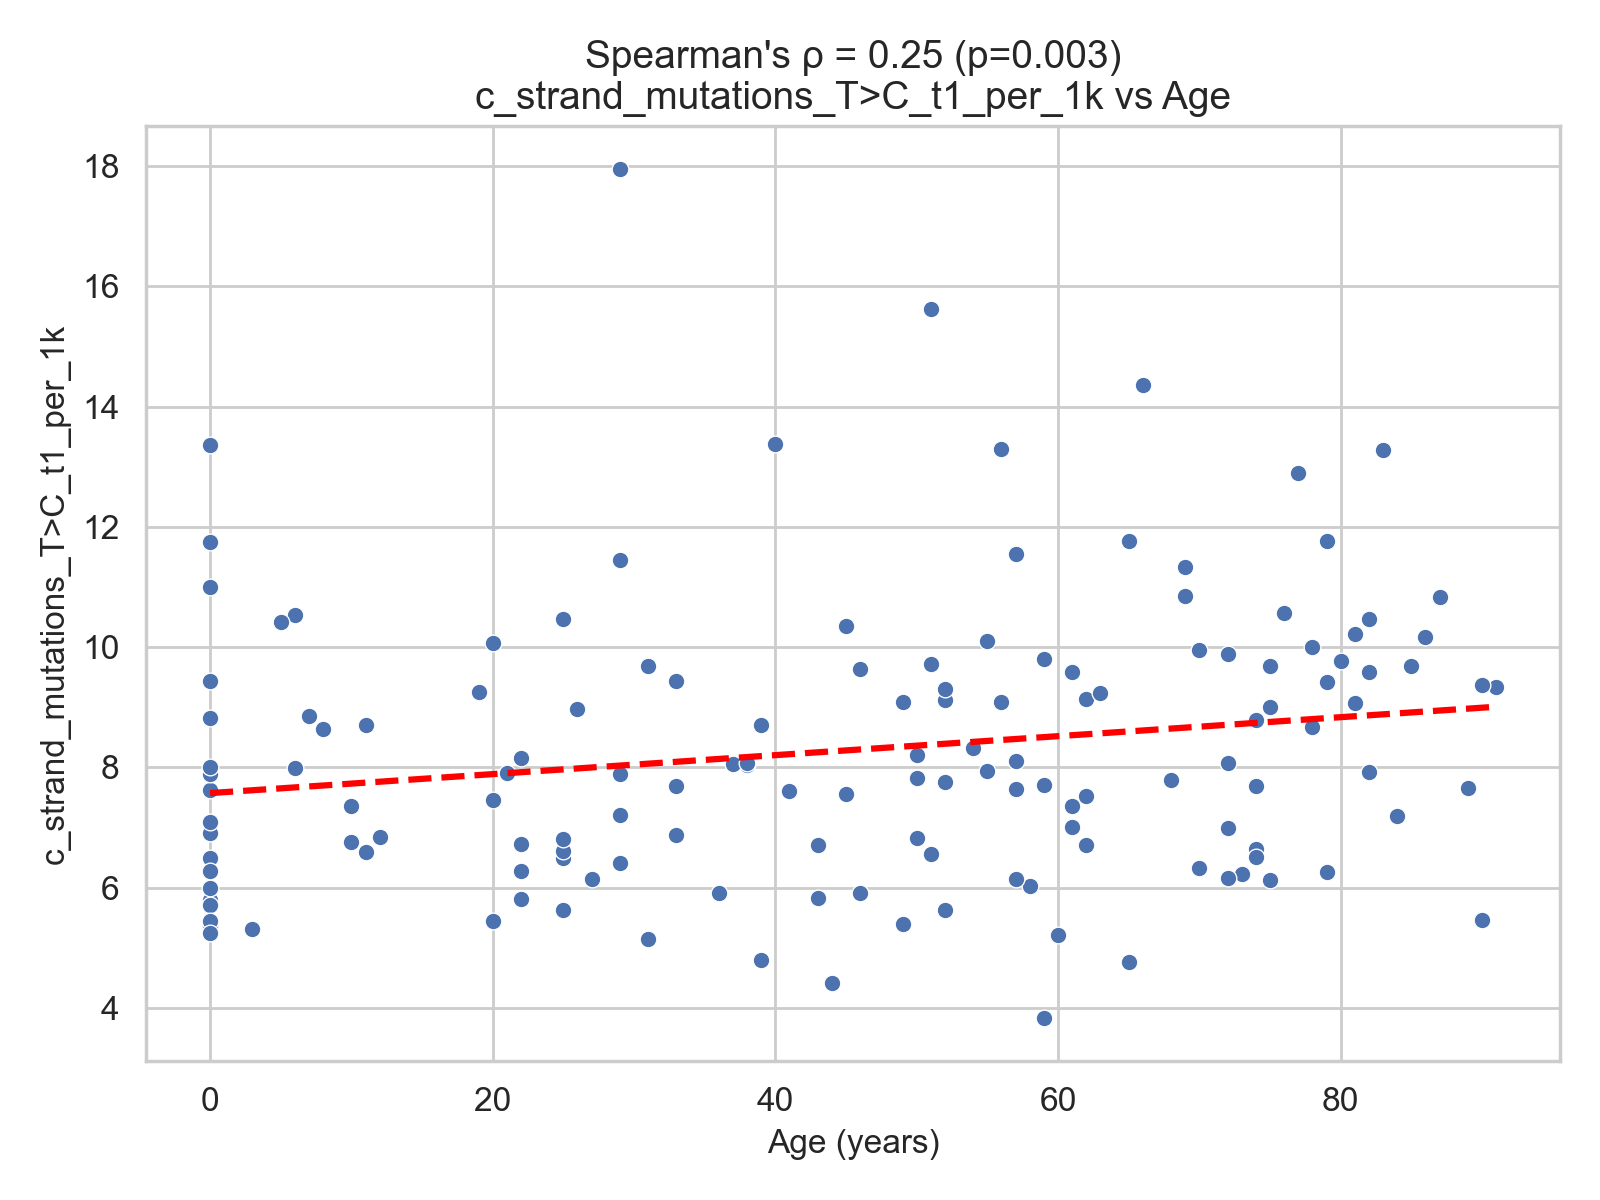 Spearman's ρ = 0.25 (p=0.003)
c_strand_mutations_T>C_t1_per_1k vs Age
c_strand_mutations_T>C_t1_per_1k
18
16
14
12
10
8
6
4
0 20 40 60 80
Age (years)